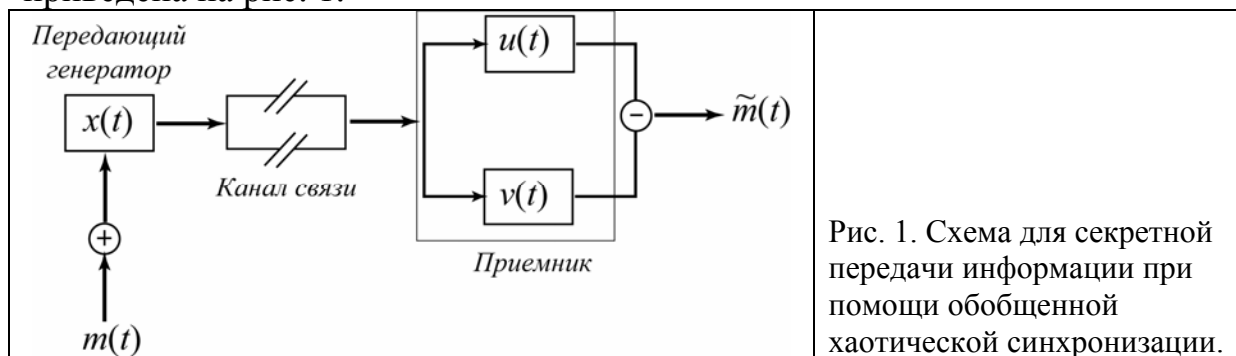 приведена на рис. 1.
Передающий
генератор
x(t)
Канал связи
u(t)
v(t)
Приемник
m̃(t)
m(t)
Рис. 1. Схема для секретной
передачи информации при
помощи обобщенной
хаотической синхронизации.